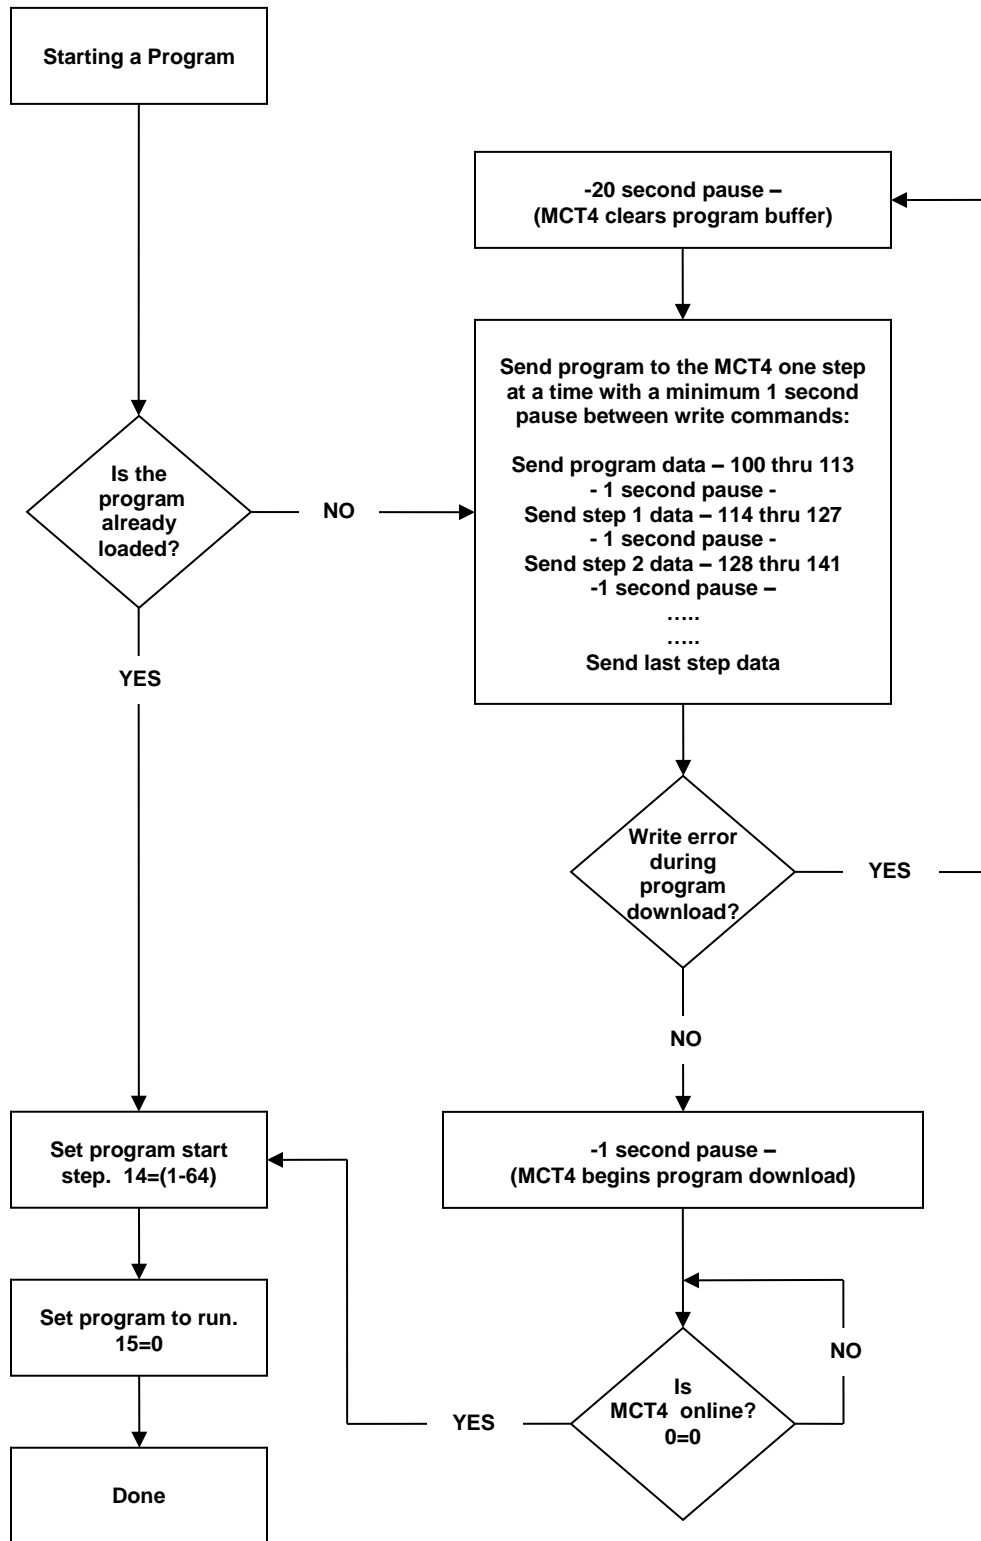 Starting a Program
-20 second pause –
(MCT4 clears program buffer)
Send program to the MCT4 one step
at a time with a minimum 1 second
pause between write commands:
Send program data – 100 thru 113
- 1 second pause -
Send step 1 data – 114 thru 127
- 1 second pause -
Send step 2 data – 128 thru 141
-1 second pause –
…..
…..
Send last step data
Is the
program
already
loaded?
NO
YES
Write error
during
program
download?
YES
NO
-1 second pause –
(MCT4 begins program download)
Set program start
step.  14=(1-64)
Set program to run.
15=0
Is
MCT4  online?
0=0
NO
YES
Done